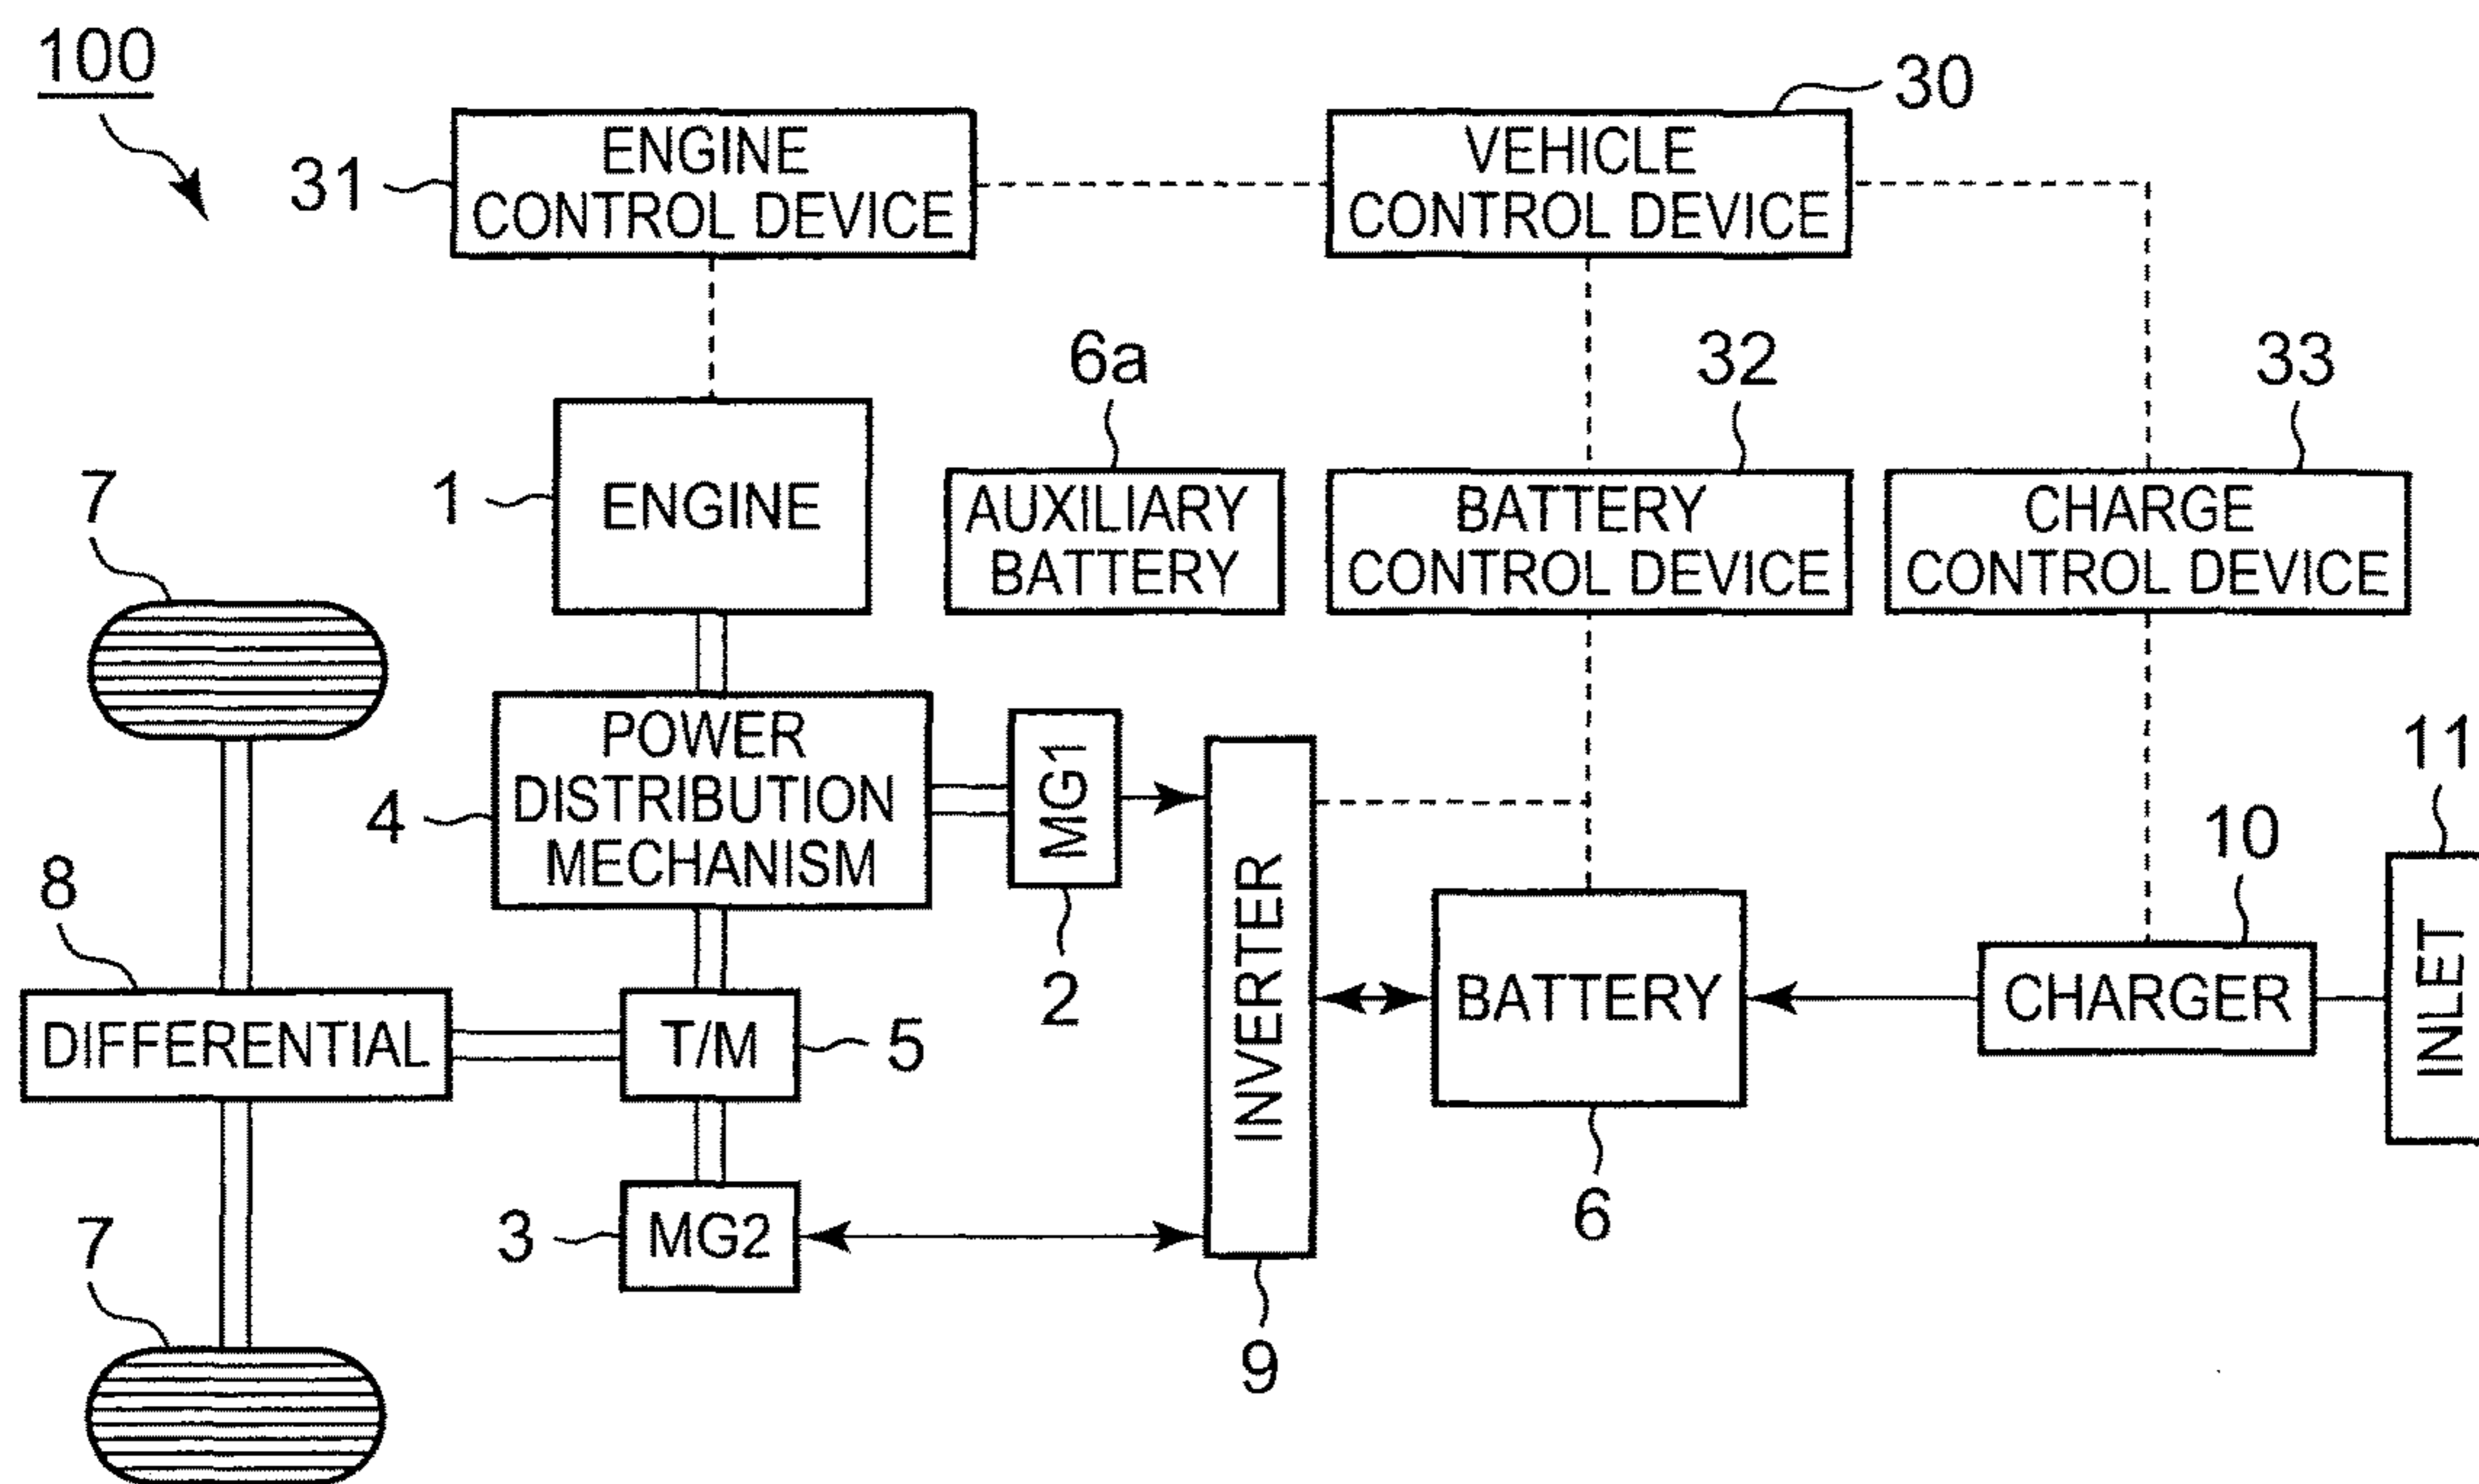 100
30
31
ENGINE
CONTROL DEVICE
VEHICLE
CONTROL DEVICE
6a
32
33
7
1
ENGINE
AUXILIARY
BATTERY
BATTERY
CONTROL DEVICE
CHARGE
CONTROL DEVICE
POWER
DISTRIBUTION
MECHANISM
4
MG1
2
11
10
8
DIFFERENTIAL
T/M
5
INVERTER
BATTERY
CHARGER
INLET
6
7
3
MG2
9